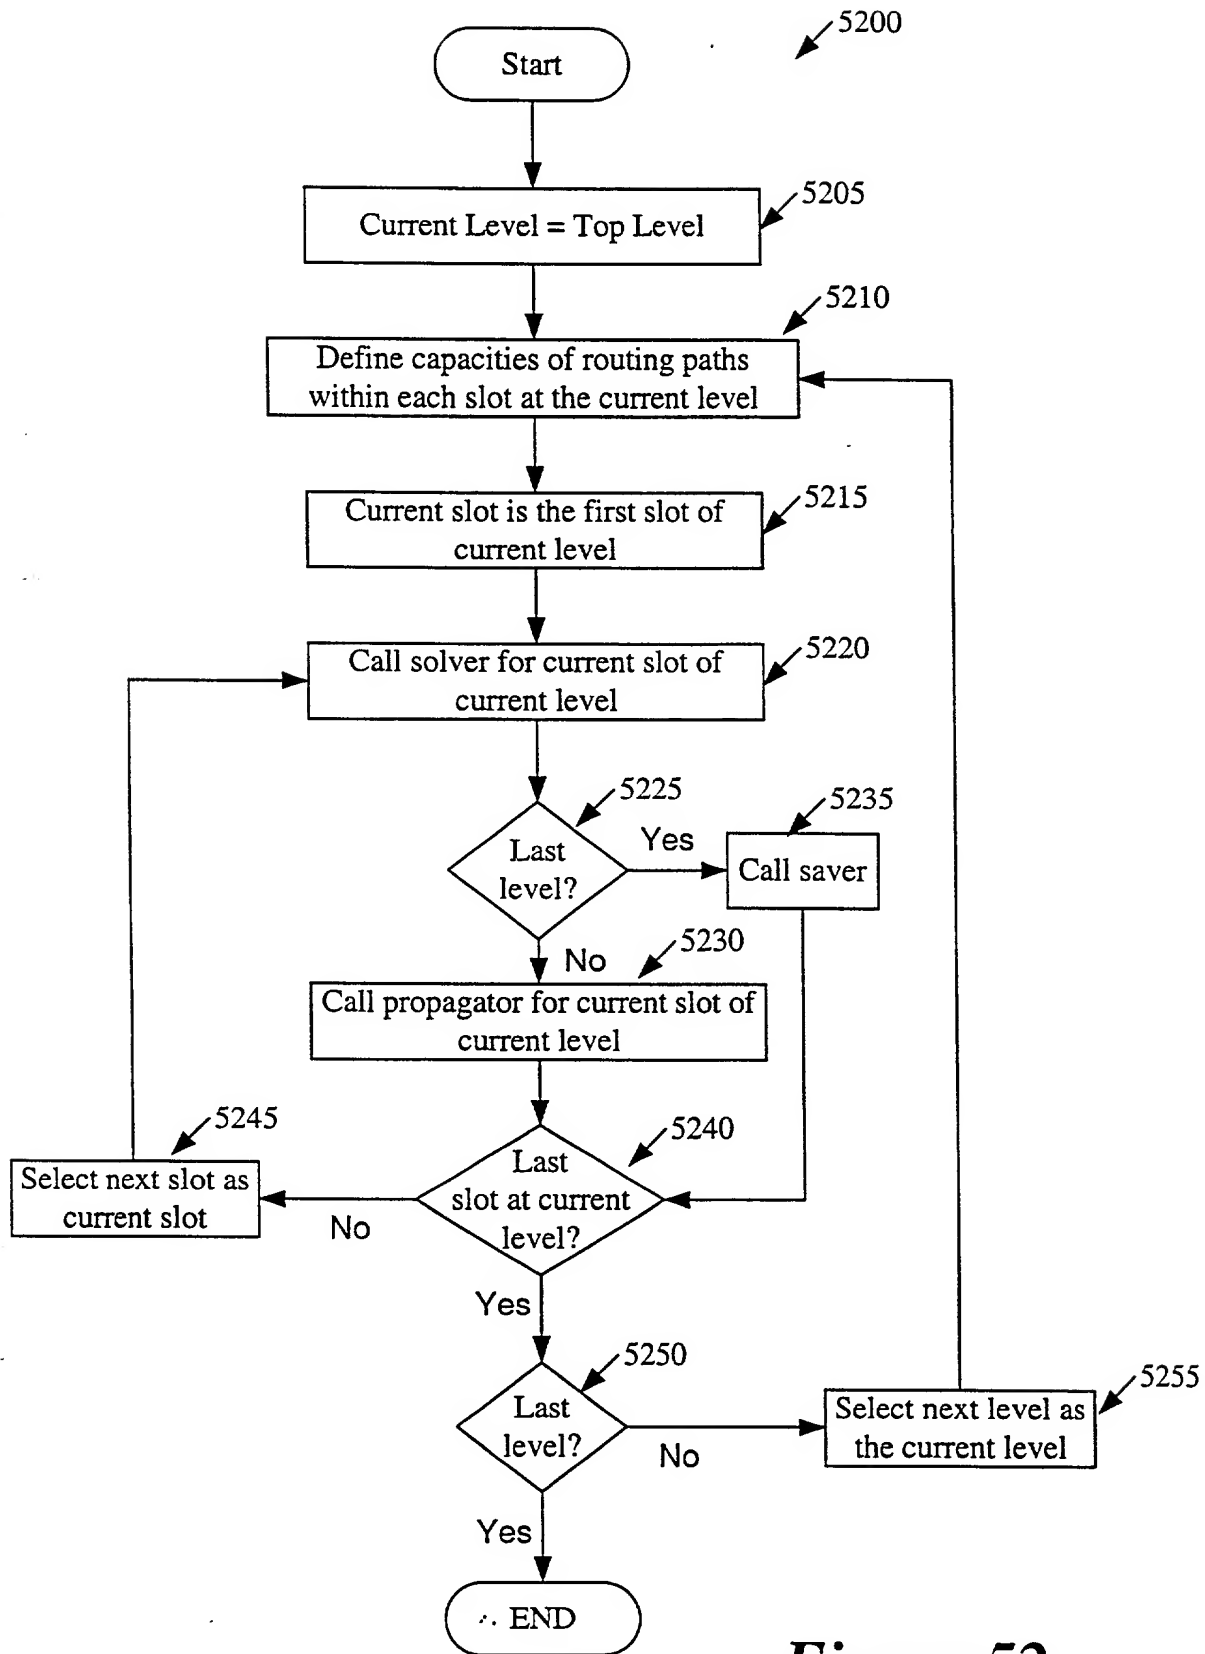 5200
Start
5205
Current Level = Top Level
5210
Define capacities of routing paths
within each slot at the current level
5215
Current slot is the first slot of
current level
5220
Call solver for current slot of
current level
5225
5235
Last
level?
Yes
Call saver
5230
No
Call propagator for current slot of
current level
5245
5240
Select next slot as
current slot
No
Last
slot at current
level?
Yes
5250
5255
Last
level?
No
Select next level as
the current level
Yes
END